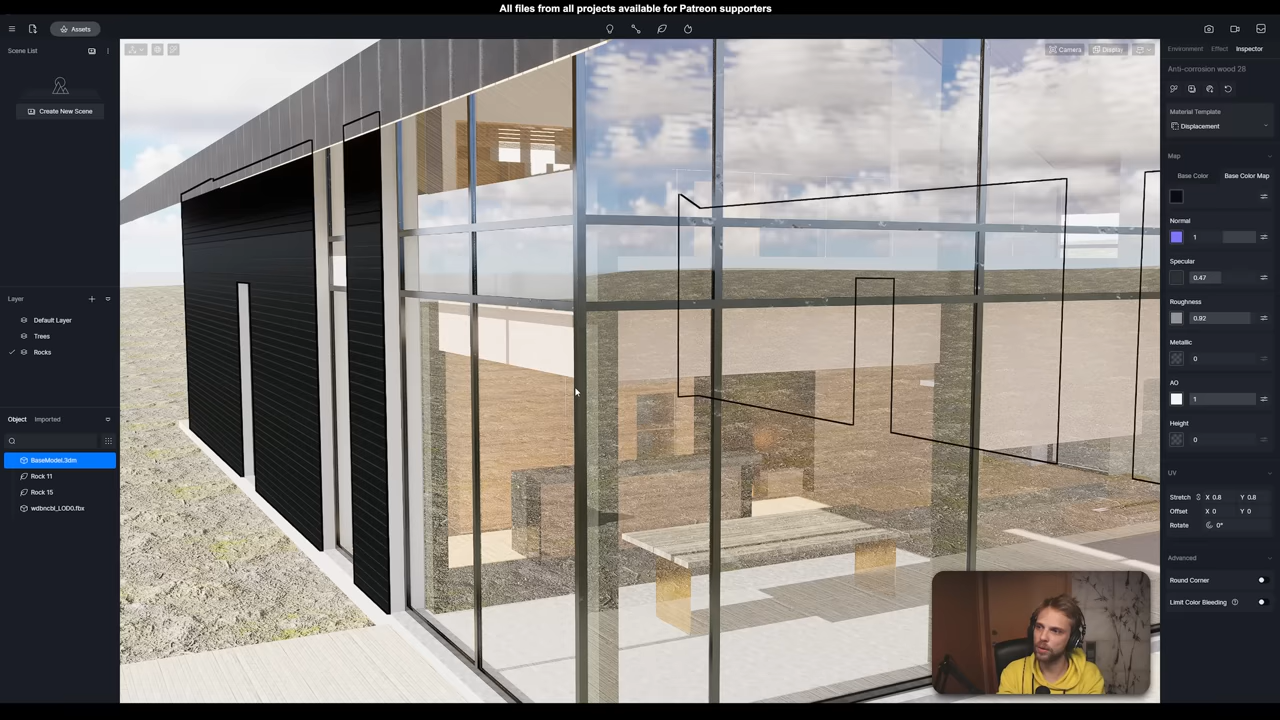 All files from all projects available for Patreon supporters
Assets
Scene List
Create New Scene
Layer
Default Layer
Trees
Rocks
Object
Imported
BaseModel.3dm
Rock 11
Rock 15
wdbncbl_LOD0.fbx
Camera
Display
Environment
Effect
Inspector
Anti-corrosion wood 28
Material Template
Displacement
Map
Base Color
Base Color Map
Normal
1
Specular
0.47
Roughness
0.92
Metallic
0
AO
1
Height
0
UV
Stretch X 0.8 Y 0.8
Offset X 0 Y 0
Rotate 0°
Advanced
Round Corner
Limit Color Bleeding